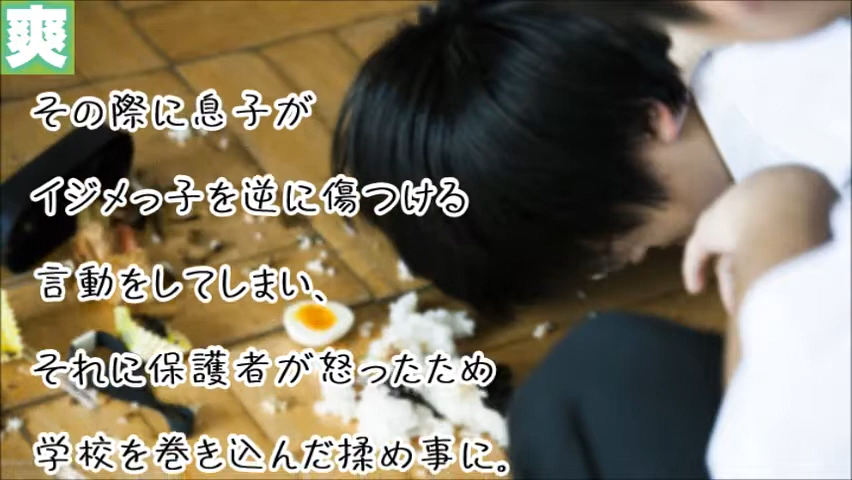 爽
その際に息子が
イジメっ子を逆に傷つける
言動をしてしまい、
それに保護者が怒ったため
学校を巻き込んだ揉め事に。